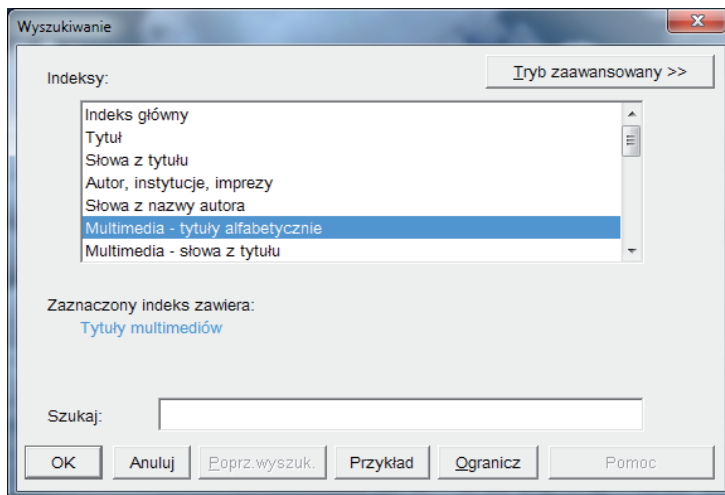 Wyszukiwanie
Tryb zaawansowany >>
Indeksy:
Indeks główny
Tytuł
Słowa z tytułu
Autor, instytucje, imprezy
Słowa z nazwy autora
Multimedia - tytuły alfabetycznie
Multimedia - słowa z tytułu
Zaznaczony indeks zawiera:
Tytuły multimediów
Szukaj:
OK Anuluj Poprz.wyszuk. Przykład Ogranicz Pomoc